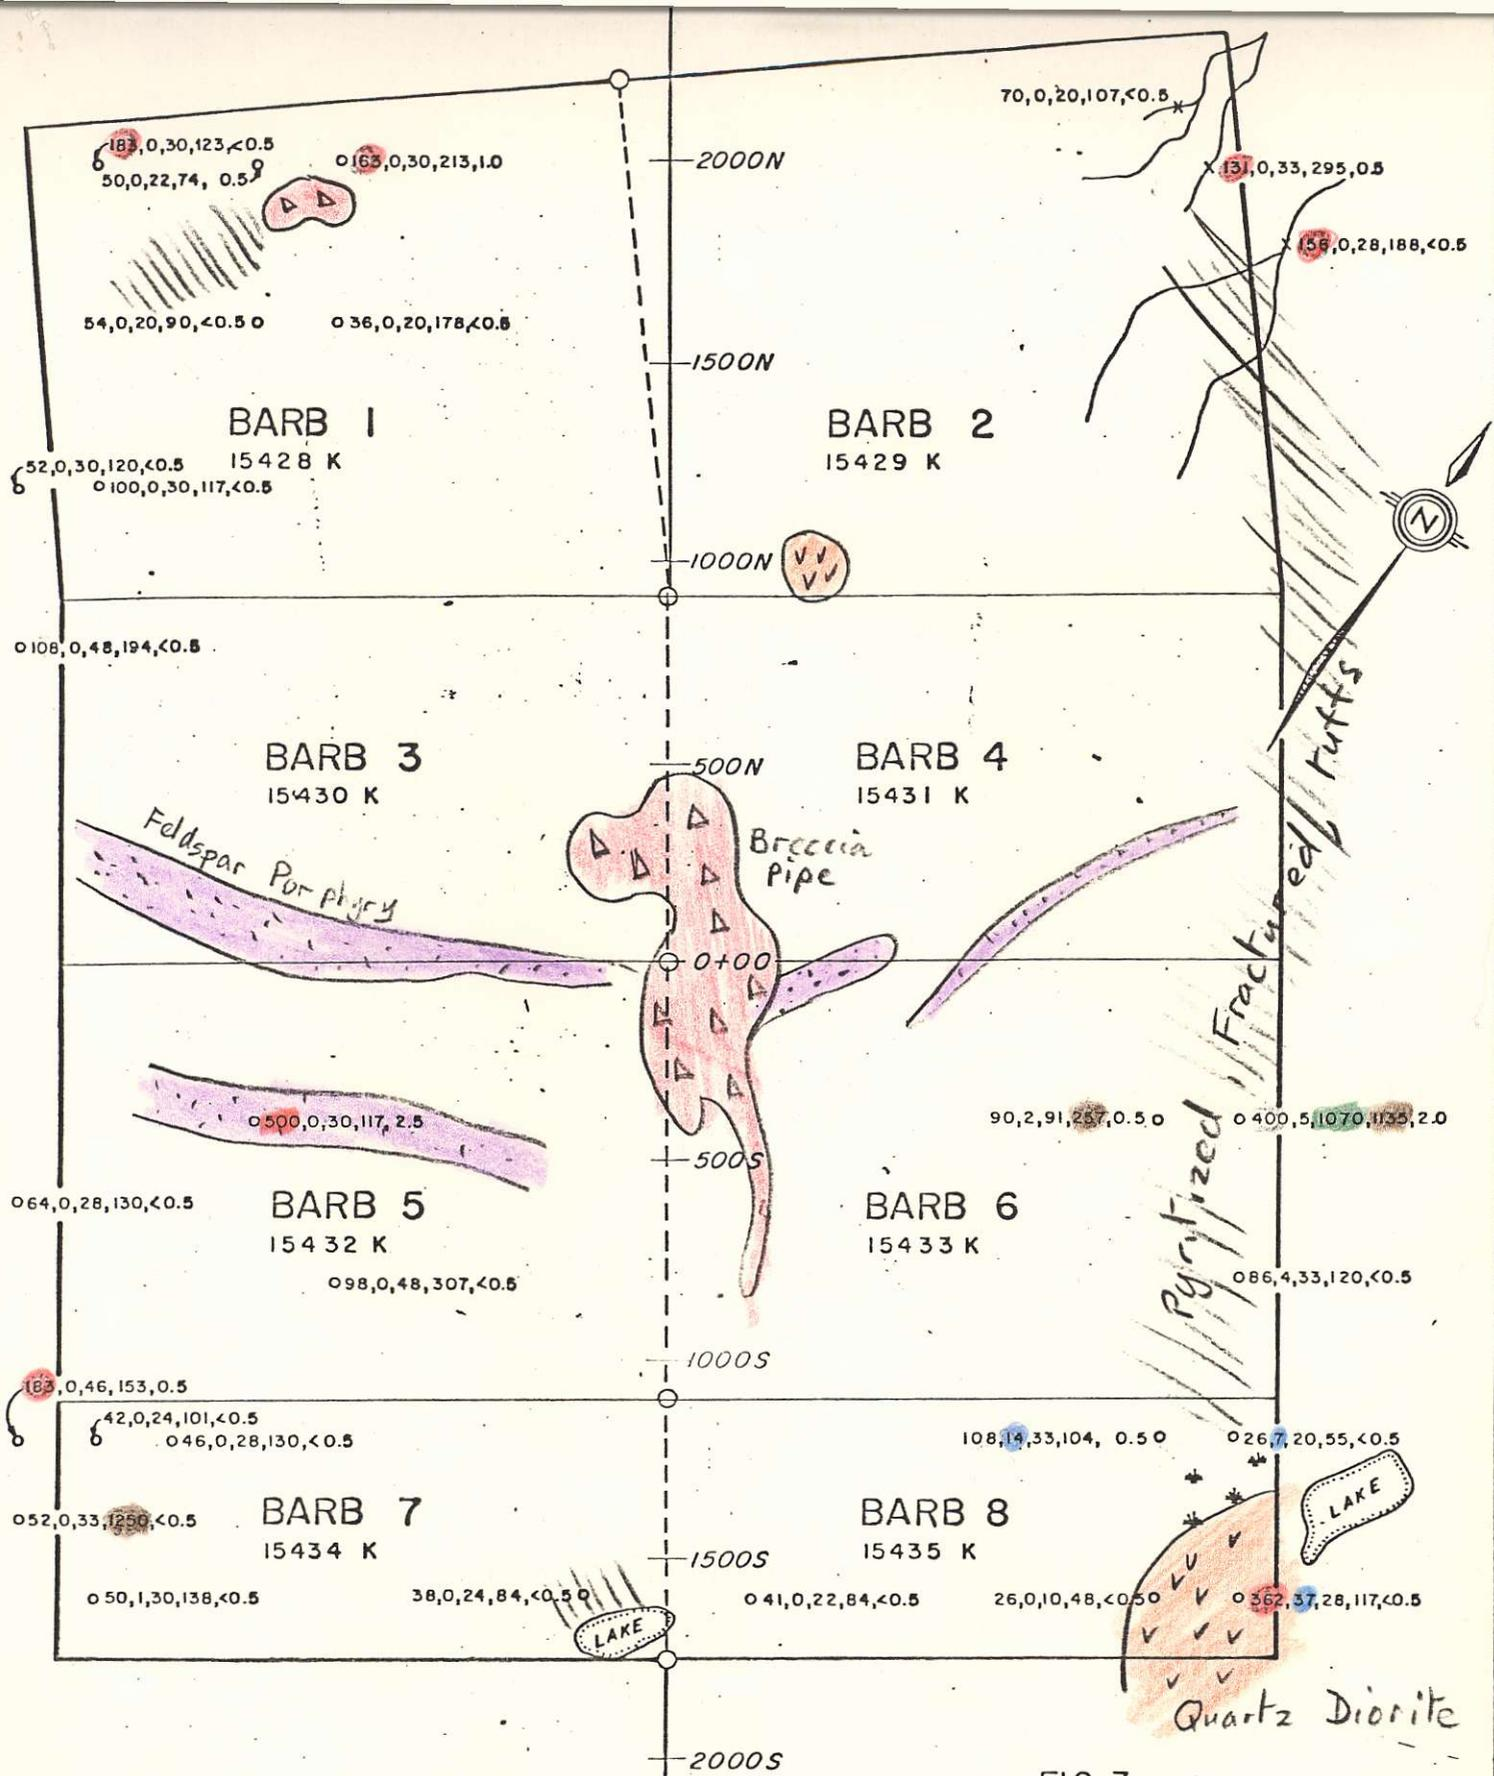 70,0,20,107,<0.5
183,0,30,123,<0.5
163,0,30,213,1.0
2000N
131,0,33,295,0.5
50,0,22,74, 0.5
156,0,28,188,<0.5
54,0,20,90,<0.5
36,0,20,178,<0.5
1500N
BARB 1
15428 K
BARB 2
15429 K
52,0,30,120,<0.5
100,0,30,117,<0.5
N
1000N
108,0,48,194,<0.5
BARB 3
15430 K
500N
BARB 4
15431 K
Feldspar Porphyry
Breccia
Pipe
0+00
Pyritized Fractured tuffs
500,0,30,117,2.5
90,2,91,257,0.5
400,5,1070,1135,2.0
500S
64,0,28,130,<0.5
BARB 5
15432 K
BARB 6
15433 K
98,0,48,307,<0.5
86,4,33,120,<0.5
1000S
183,0,46,153,0.5
42,0,24,101,<0.5
46,0,28,130,<0.5
108,14,33,104, 0.5
26,7,20,55,<0.5
LAKE
52,0,33,1250,<0.5
BARB 7
15434 K
BARB 8
15435 K
1500S
50,1,30,138,<0.5
38,0,24,84,<0.5
41,0,22,84,<0.5
26,0,10,48,<0.5
362,37,28,117,<0.5
LAKE
Quartz Diorite
2000S